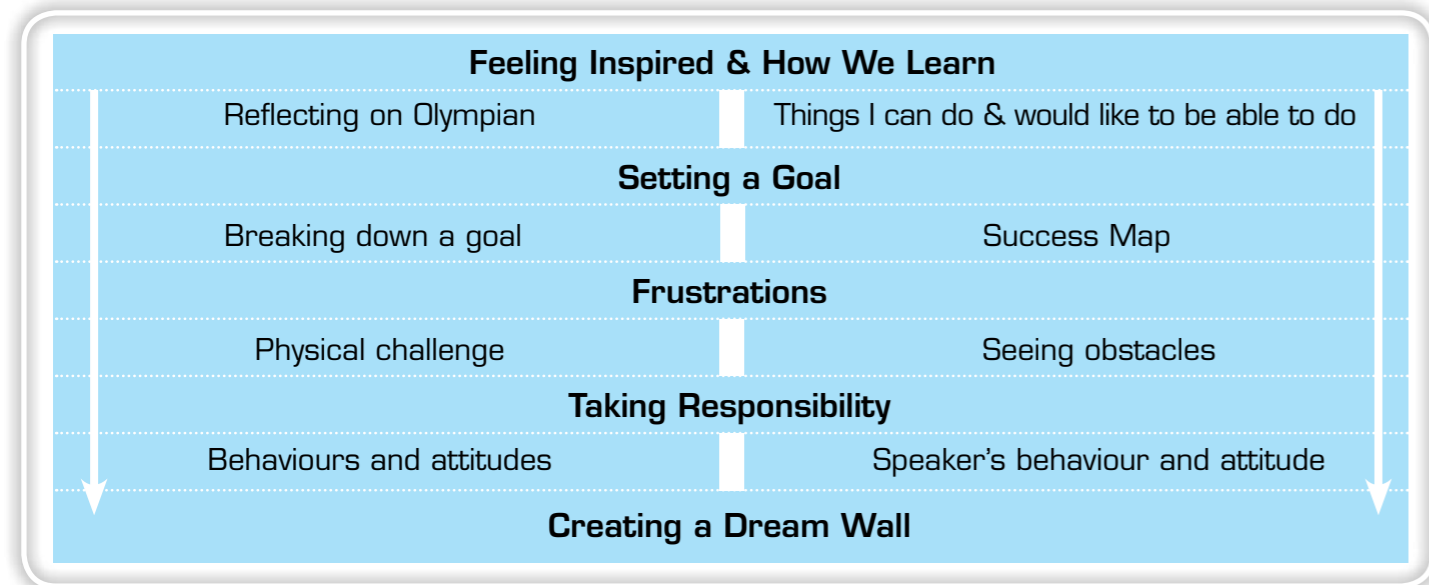 Feeling Inspired & How We Learn
Reflecting on Olympian
Things I can do & would like to be able to do
Setting a Goal
Breaking down a goal
Success Map
Frustrations
Physical challenge
Seeing obstacles
Taking Responsibility
Behaviours and attitudes
Speaker's behaviour and attitude
Creating a Dream Wall